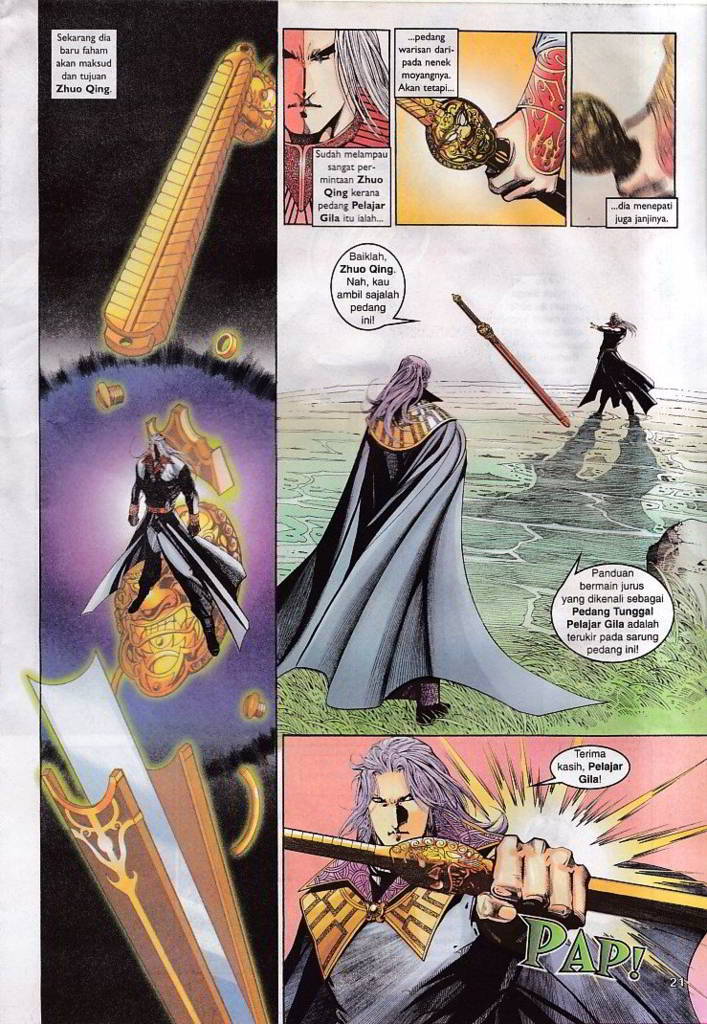 Sekarang dia
baru faham
akan maksud
dan tujuan
Zhuo Qing.
Sudah melampau
sangat per-
mintaan Zhuo
Qing kerana
pedang Pelajar
Gila itu ialah...
...pedang
warisan dari-
pada nenek
moyangnya.
Akan tetapi...
...dia menepati
juga janjinya.
Baiklah,
Zhuo Qing.
Nah, kau
ambil sajalah
pedang
ini!
Panduan
bermain jurus
yang dikenali sebagai
Pedang Tunggal
Pelajar Gila adalah
terukir pada sarung
pedang ini!
Terima
kasih, Pelajar
Gila!
PAP!
21